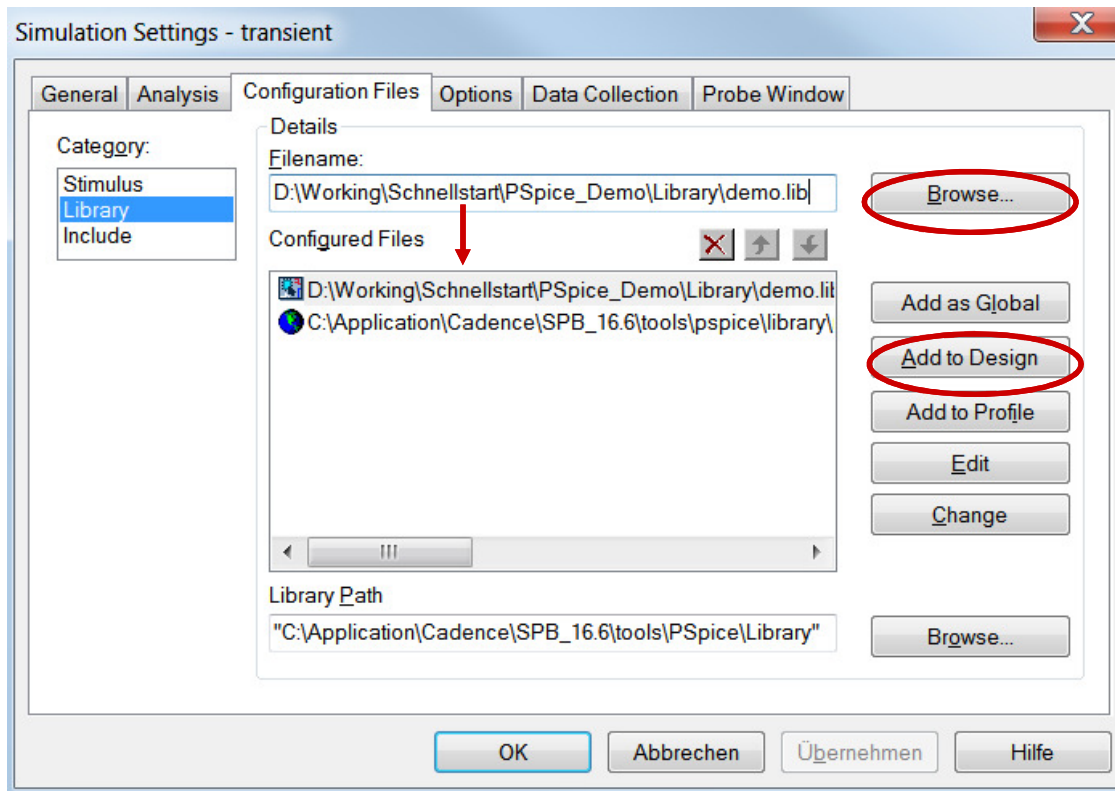 Simulation Settings - transient
General Analysis Configuration Files Options Data Collection Probe Window
Category:
Stimulus
Library
Include
Details
Filename:
D:\Working\Schnellstart\PSpice_Demo\Library\demo.lib
Browse...
Configured Files
D:\Working\Schnellstart\PSpice_Demo\Library\demo.lib
C:\Application\Cadence\SPB_16.6\tools\pspice\library\
Add as Global
Add to Design
Add to Profile
Edit
Change
Library Path
"C:\Application\Cadence\SPB_16.6\tools\PSpice\Library"
Browse...
OK Abbrechen Übernehmen Hilfe